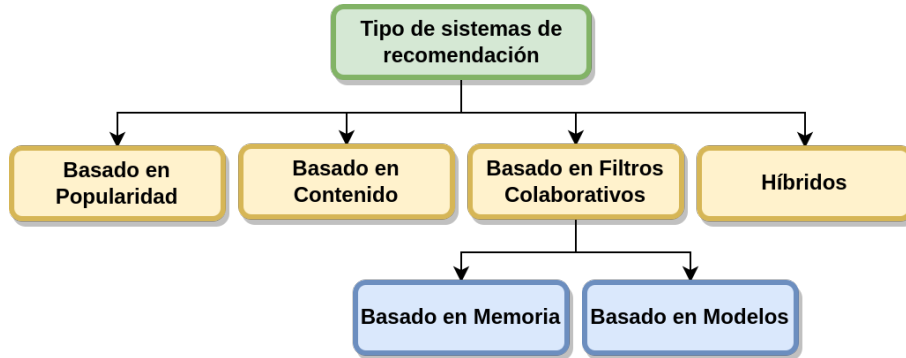 Tipo de sistemas de
recomendación
Basado en
Popularidad
Basado en
Contenido
Basado en Filtros
Colaborativos
Híbridos
Basado en Memoria
Basado en Modelos